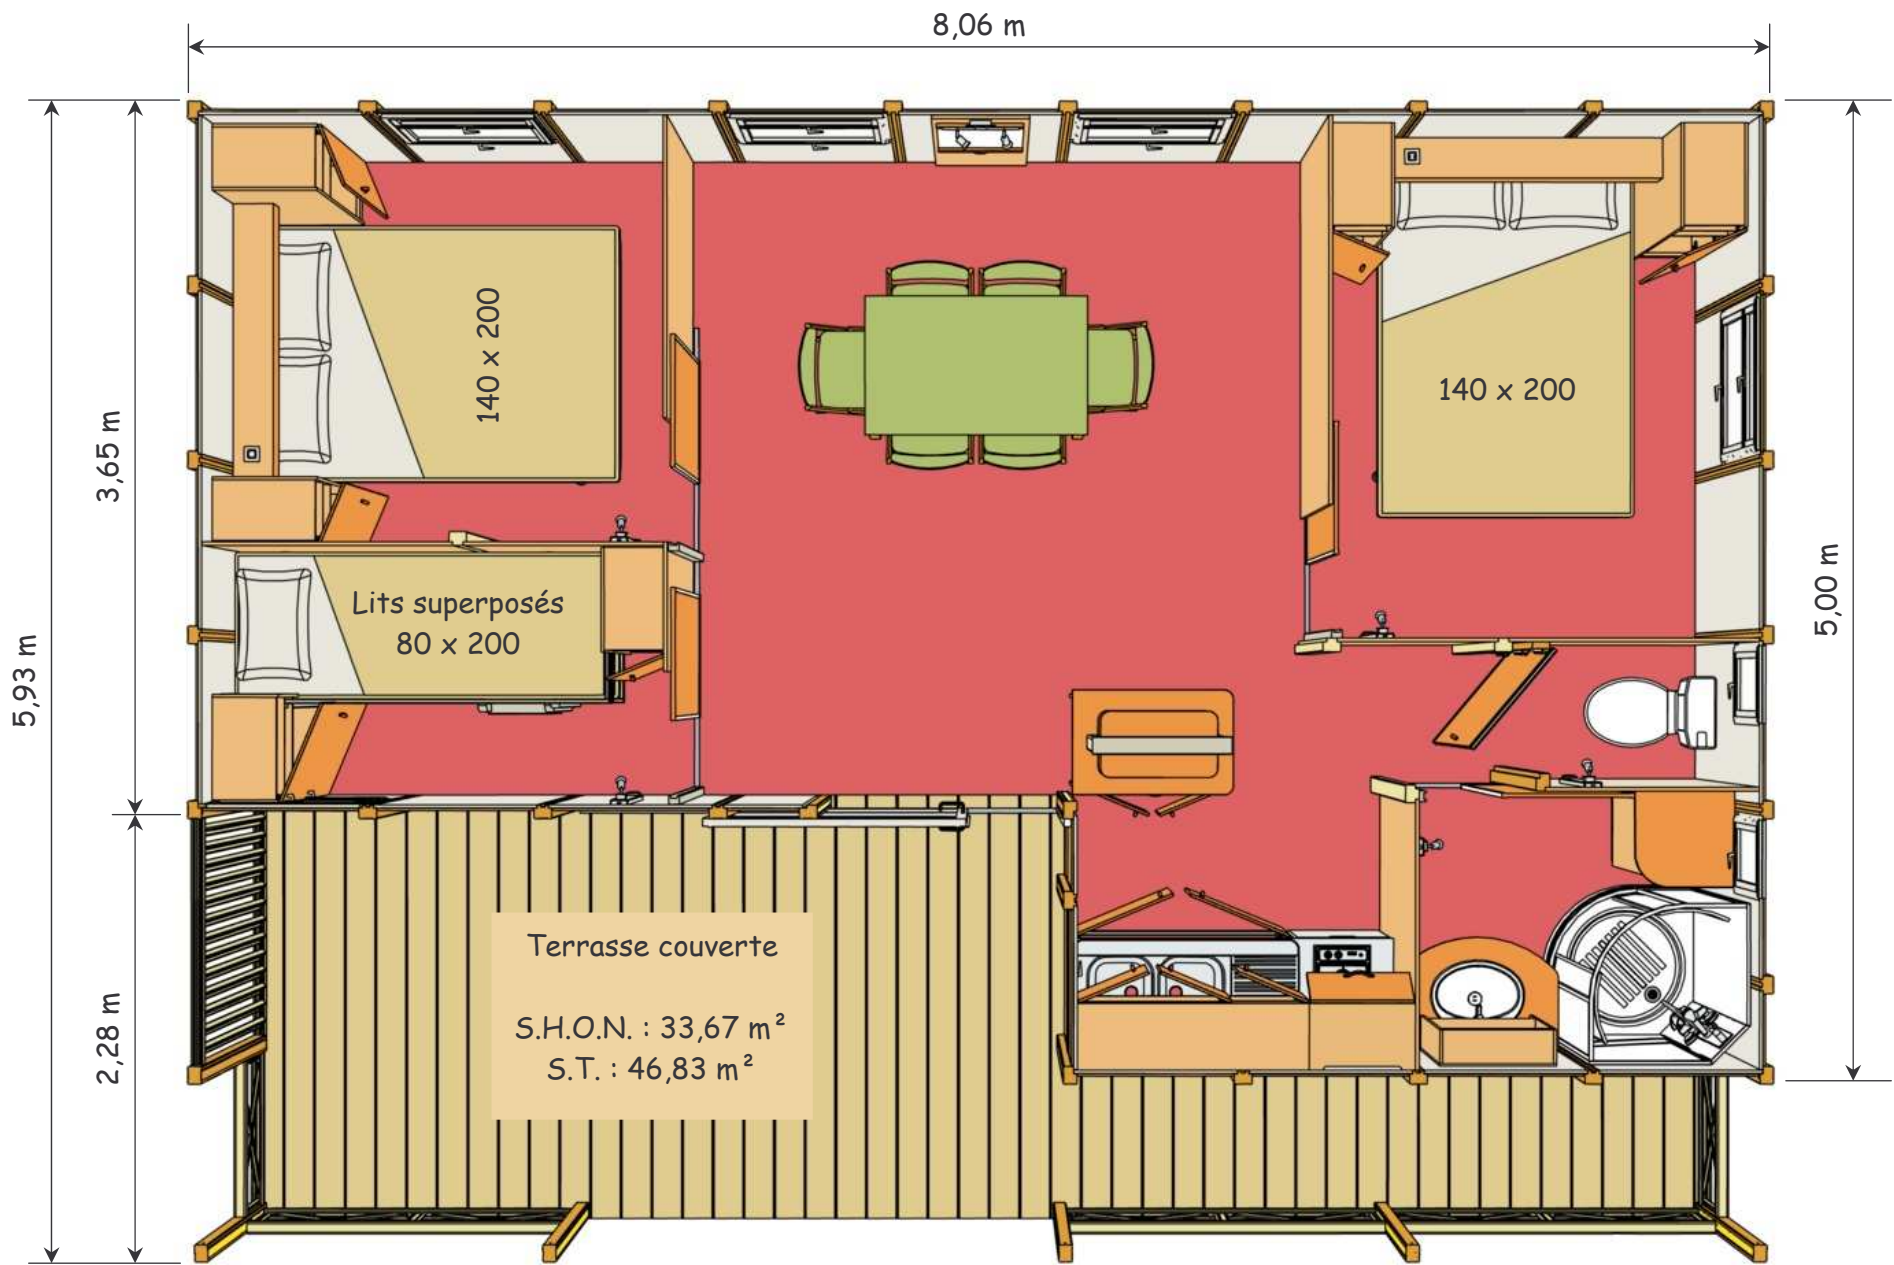 8,06 m
140 x 200
140 x 200
3,65 m
5,93 m
5,00 m
Lits superposés
80 x 200
2,28 m
Terrasse couverte
S.H.O.N. : 33,67 m²
S.T. : 46,83 m²